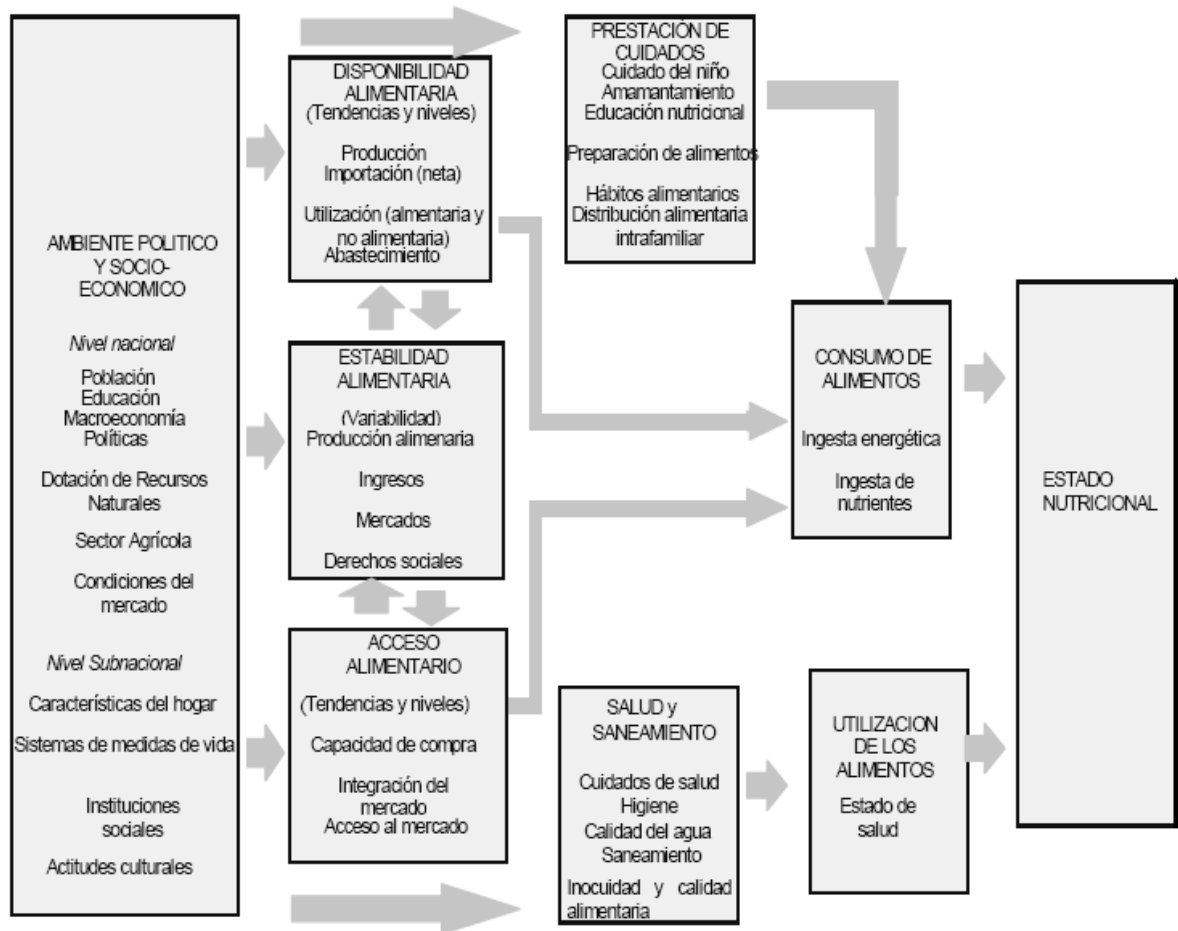 AMBIENTE POLITICO
Y SOCIO-
ECONOMICO
Nivel nacional
Población
Educación
Macroeconomía
Políticas
Dotación de Recursos
Naturales
Sector Agrícola
Condiciones del
mercado
Nivel Subnacional
Características del hogar
Sistemas de medidas de vida
Instituciones
sociales
Actitudes culturales
DISPONIBILIDAD
ALIMENTARIA
(Tendencias y niveles)
Producción
Importación (neta)
Utilización (almentaria y
no alimentaria)
Abastecimiento
ESTABILIDAD
ALIMENTARIA
(Variabilidad)
Producción alimenaria
Ingresos
Mercados
Derechos sociales
ACCESO
ALIMENTARIO
(Tendencias y niveles)
Capacidad de compra
Integración del
mercado
Acceso al mercado
PRESTACIÓN DE
CUIDADOS
Cuidado del niño
Amamantamiento
Educación nutricional
Preparación de alimentos
Hábitos alimentarios
Distribución alimentaria
intrafamiliar
SALUD y
SANEAMIENTO
Cuidados de salud
Higiene
Calidad del agua
Saneamiento
Inocuidad y calidad
alimentaria
CONSUMO DE
ALIMENTOS
Ingesta energética
Ingesta de
nutrientes
UTILIZACION
DE LOS
ALIMENTOS
Estado de
salud
ESTADO
NUTRICIONAL